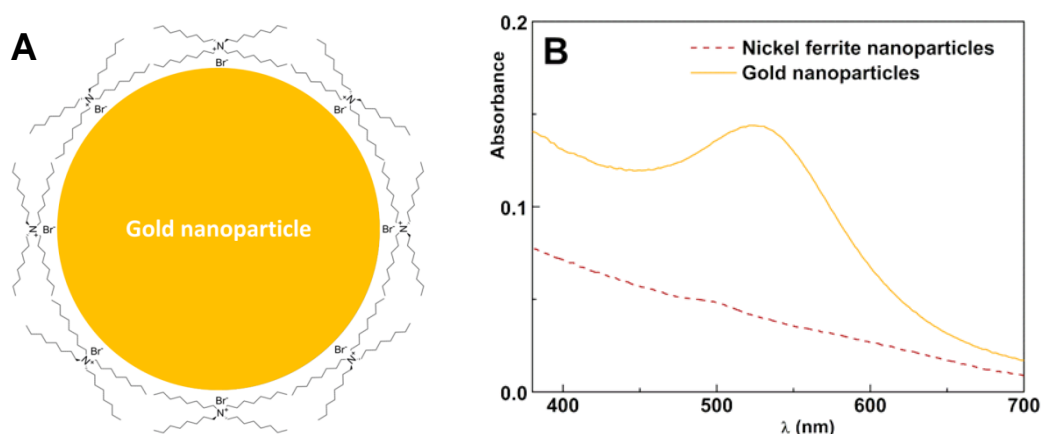 A
N
+
Br⁻
N
+
Br⁻
N
+
Br⁻
N
+
Br⁻
Gold nanoparticle
Br⁻
N
+
Br⁻
N
+
Br⁻
N
+
Br⁻
N⁺
B
Nickel ferrite nanoparticles
Gold nanoparticles
Absorbance
0.2
0.1
0.0
400
500
600
700
λ (nm)